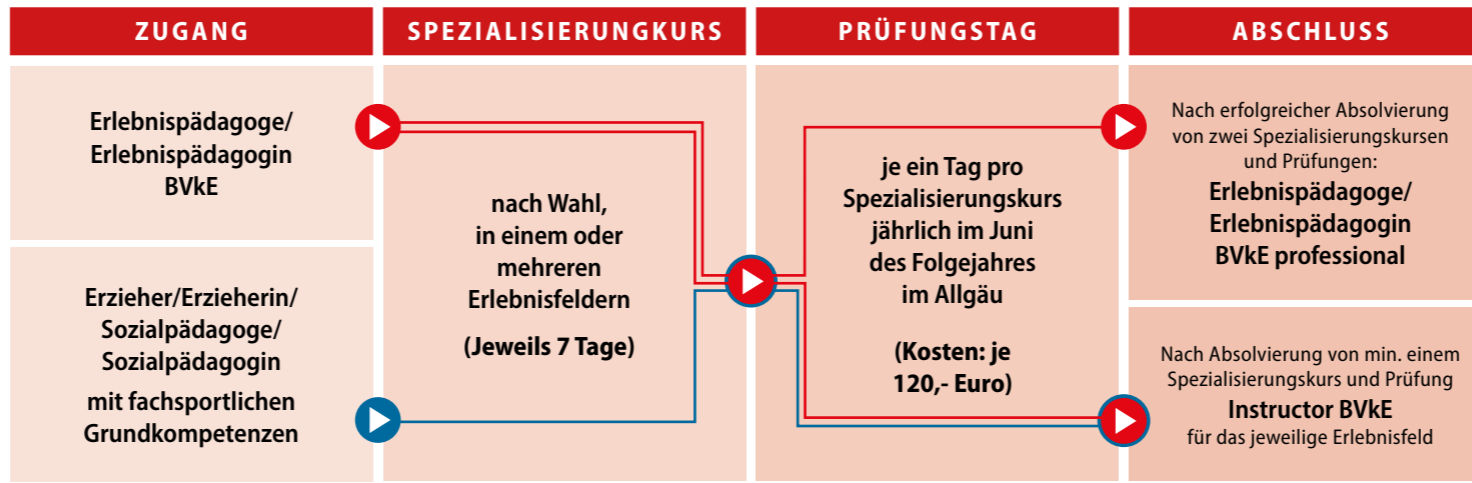 ZUGANG
SPEZIALISIERUNGKURS
PRÜFUNGSTAG
ABSCHLUSS
Erlebnispädagoge/
Erlebnispädagogin
BVkE
Erzieher/Erzieherin/
Sozialpädagoge/
Sozialpädagogin
mit fachsportlichen
Grundkompetenzen
nach Wahl,
in einem oder
mehreren
Erlebnisfeldern
(Jeweils 7 Tage)
je ein Tag pro
Spezialisierungskurs
jährlich im Juni
des Folgejahres
im Allgäu
(Kosten: je
120,- Euro)
Nach erfolgreicher Absolvierung
von zwei Spezialisierungskursen
und Prüfungen:
Erlebnispädagoge/
Erlebnispädagogin
BVkE professional
Nach Absolvierung von min. einem
Spezialisierungskurs und Prüfung
Instructor BVkE
für das jeweilige Erlebnisfeld